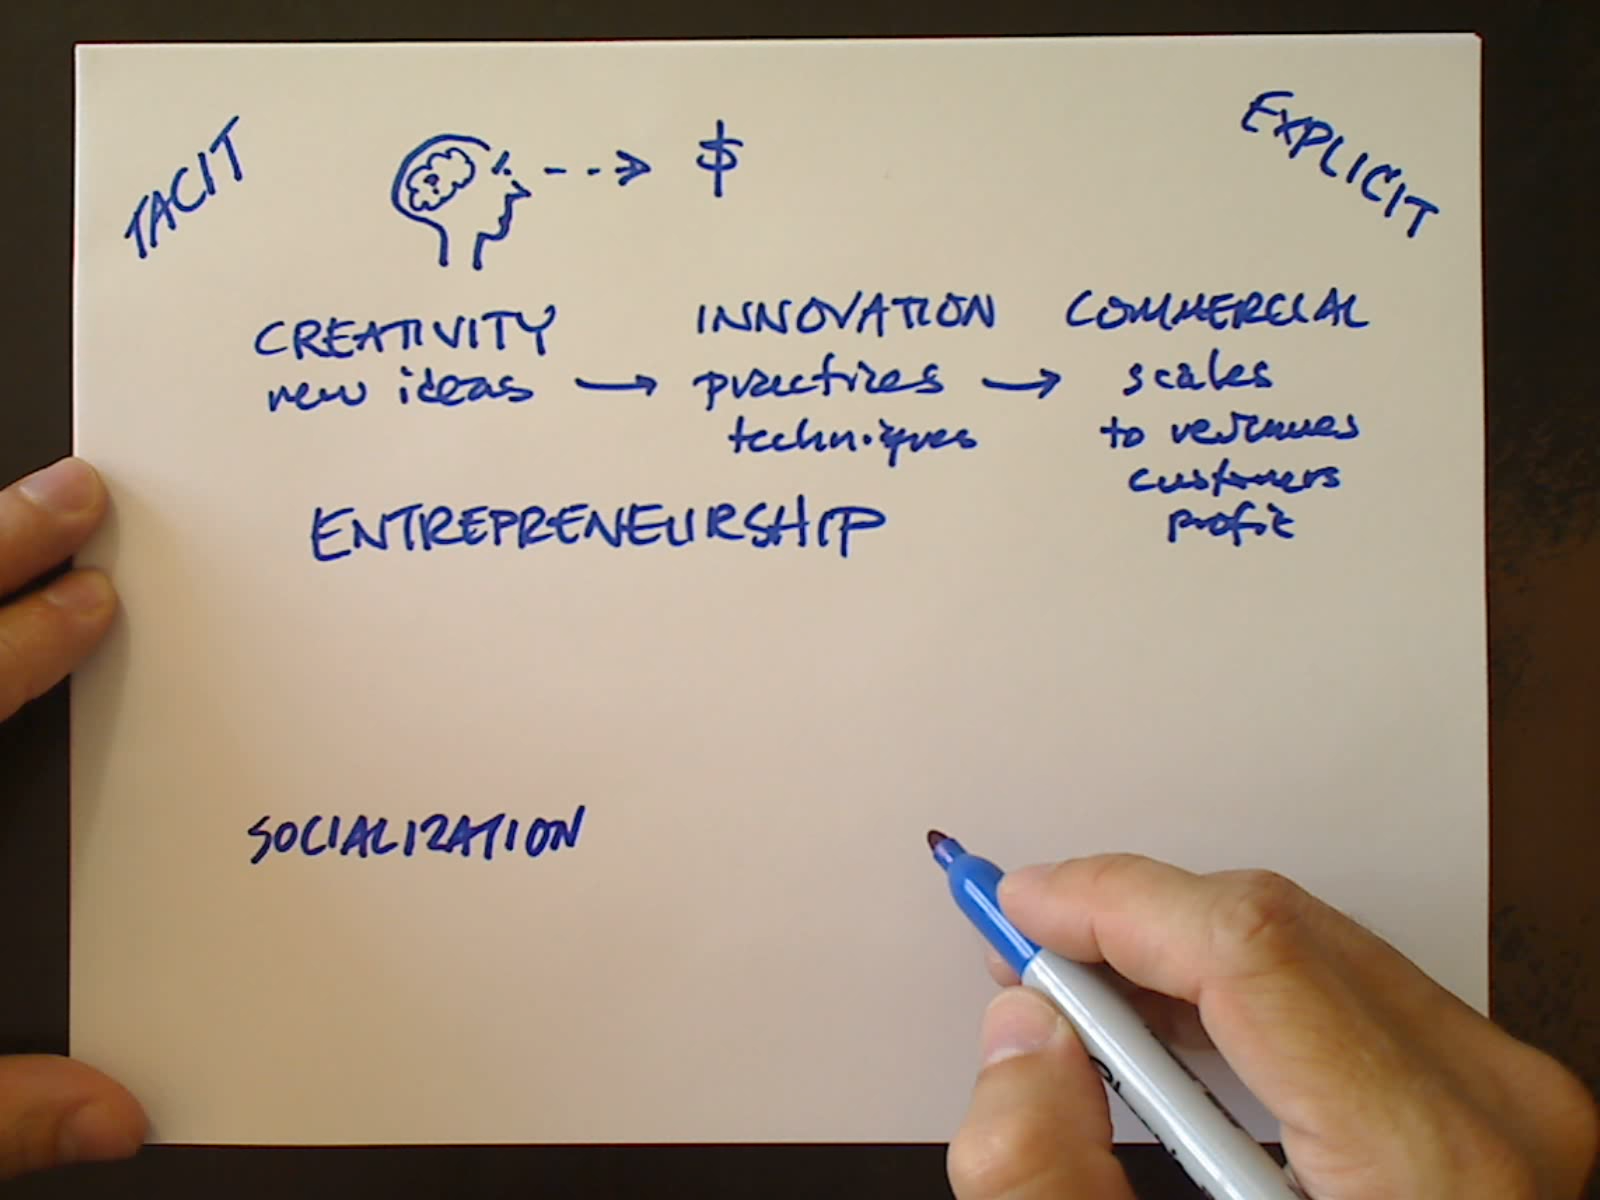 TACIT
EXPLICIT
$
CREATIVITY
new ideas
INNOVATION
practices
techniques
COMMERCIAL
scales
to revenues
customers
profit
ENTREPRENEURSHIP
SOCIALIZATION